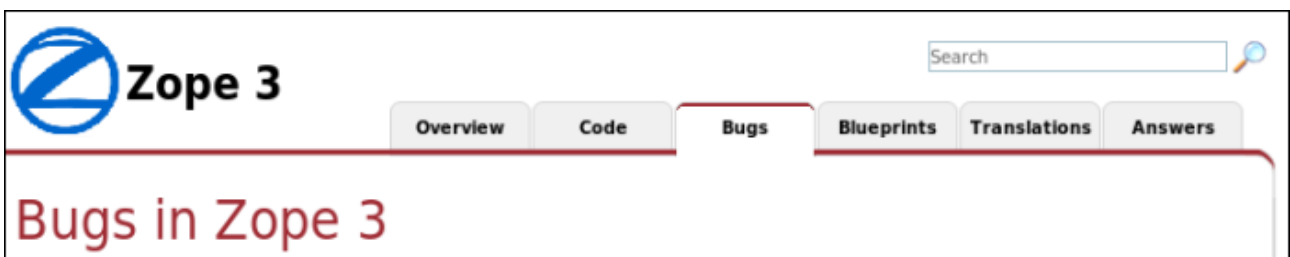 Zope 3
Search
Overview Code Bugs Blueprints Translations Answers
Bugs in Zope 3